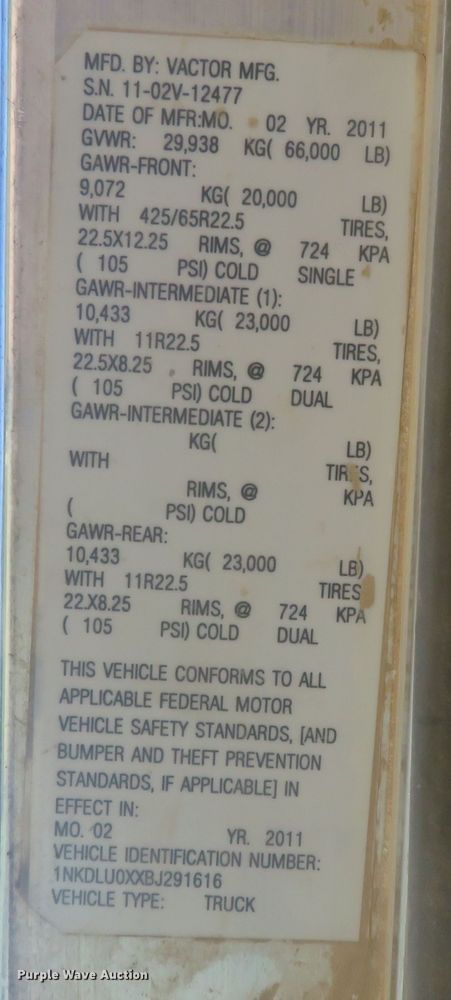 MFD. BY: VACTOR MFG.
S.N. 11-02V-12477
DATE OF MFR:MO. 02 YR. 2011
GVWR: 29,938 KG( 66,000 LB)
GAWR-FRONT:
9,072 KG( 20,000 LB)
WITH 425/65R22.5 TIRES,
22.5X12.25 RIMS, @ 724 KPA
( 105 PSI) COLD SINGLE
GAWR-INTERMEDIATE (1):
10,433 KG( 23,000 LB)
WITH 11R22.5 TIRES,
22.5X8.25 RIMS, @ 724 KPA
( 105 PSI) COLD DUAL
GAWR-INTERMEDIATE (2):
KG( LB)
WITH TIRES,
RIMS, @ KPA
( PSI) COLD
GAWR-REAR:
10,433 KG( 23,000 LB)
WITH 11R22.5 TIRES
22.X8.25 RIMS, @ 724 KPA
( 105 PSI) COLD DUAL
THIS VEHICLE CONFORMS TO ALL
APPLICABLE FEDERAL MOTOR
VEHICLE SAFETY STANDARDS, [AND
BUMPER AND THEFT PREVENTION
STANDARDS, IF APPLICABLE] IN
EFFECT IN:
MO. 02 YR. 2011
VEHICLE IDENTIFICATION NUMBER:
1NKDLU0XXBJ291616
VEHICLE TYPE: TRUCK
Purple Wave Auction